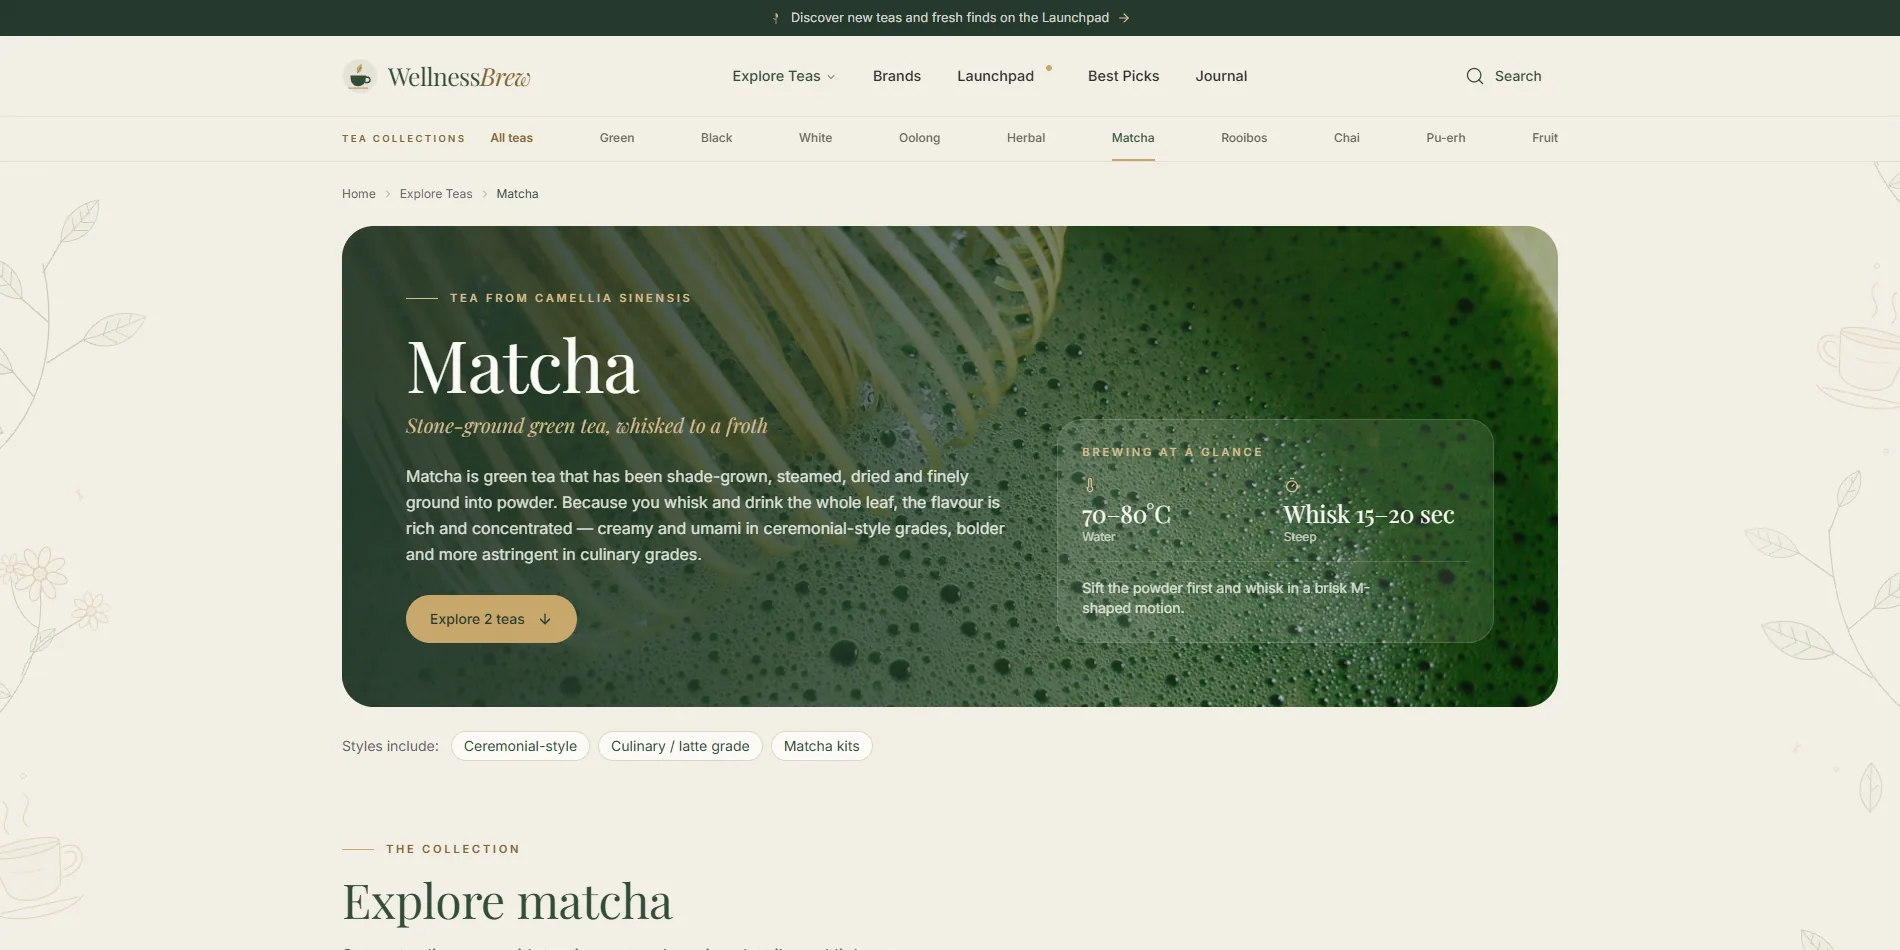 Discover new teas and fresh finds on the Launchpad
WellnessBrew
Explore Teas
Brands
Launchpad
Best Picks
Journal
Search
TEA COLLECTIONS
All teas
Green
Black
White
Oolong
Herbal
Matcha
Rooibos
Chai
Pu-erh
Fruit
Home
Explore Teas
Matcha
TEA FROM CAMELLIA SINENSIS
Matcha
Stone-ground green tea, whisked to a froth
Matcha is green tea that has been shade-grown, steamed, dried and finely
ground into powder. Because you whisk and drink the whole leaf, the flavour is
rich and concentrated — creamy and umami in ceremonial-style grades, bolder
and more astringent in culinary grades.
Explore 2 teas
BREWING AT A GLANCE
70–80°C
Water
Whisk 15–20 sec
Steep
Sift the powder first and whisk in a brisk M-
shaped motion.
Styles include:
Ceremonial-style
Culinary / latte grade
Matcha kits
THE COLLECTION
Explore matcha